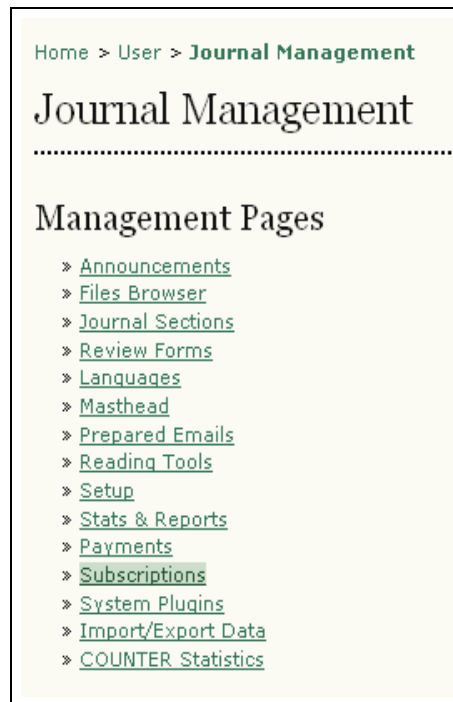 Home > User > Journal Management
Journal Management
Management Pages
» Announcements
» Files Browser
» Journal Sections
» Review Forms
» Languages
» Masthead
» Prepared Emails
» Reading Tools
» Setup
» Stats & Reports
» Payments
» Subscriptions
» System Plugins
» Import/Export Data
» COUNTER Statistics